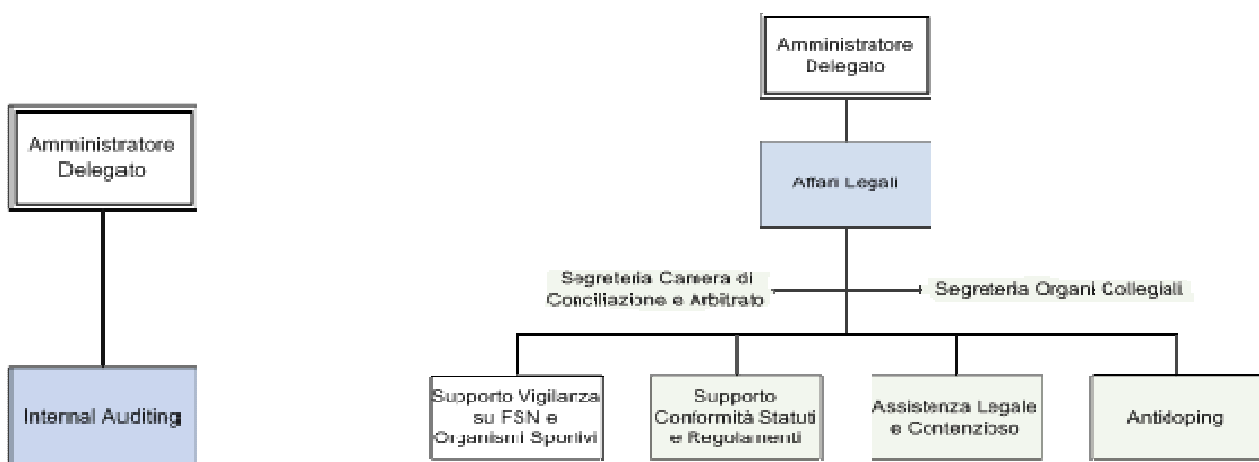 Amministratore
Delegato
Internal Auditing
Amministratore
Delegato
Affari Legali
Segreteria Camera di
Conciliazione e Arbitrato
Segreteria Organi Collegiali
Supporto Vigilanza
su FSN e
Organismi Sportivi
Supporto
Conformità Statuti
e Regolamenti
Assistenza Legale
e Contenzioso
Antidoping